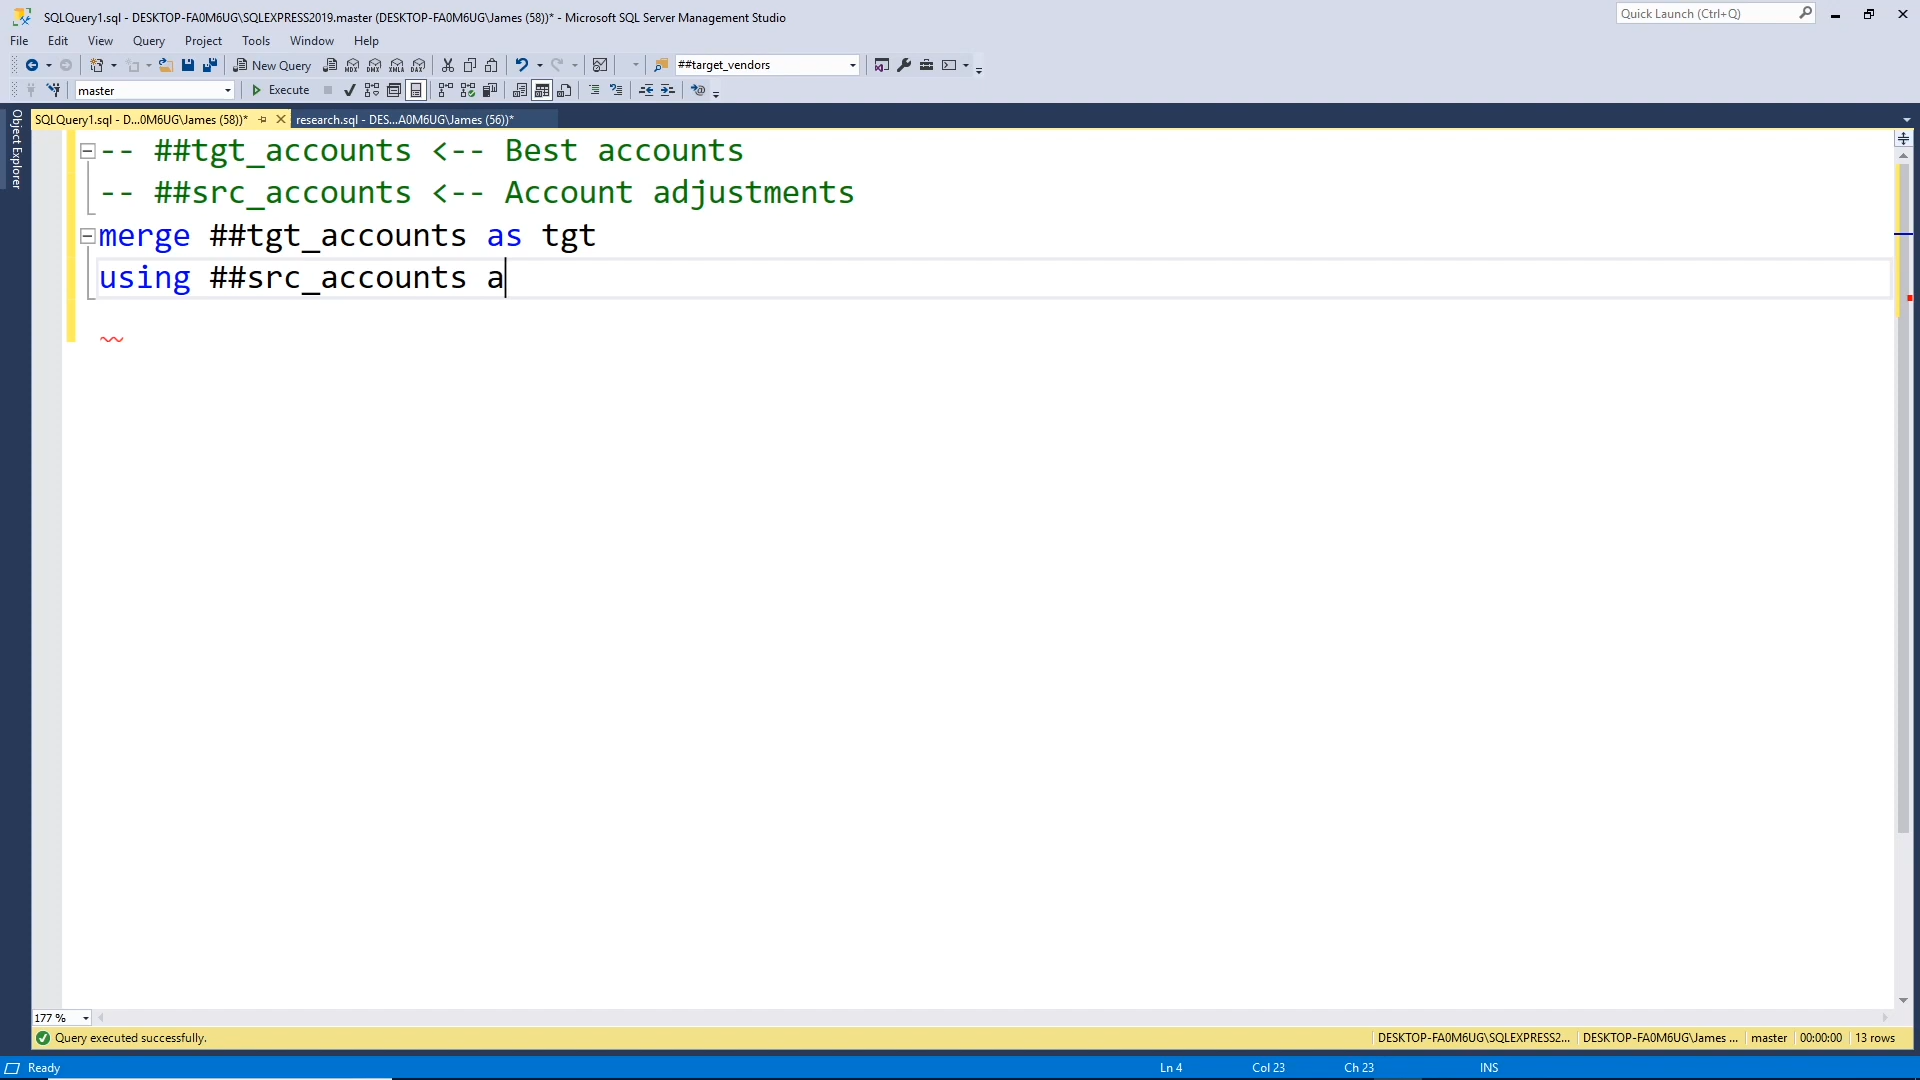 SQLQuery1.sql - DESKTOP-FA0M6UG\SQLEXPRESS2019.master (DESKTOP-FA0M6UG\James (58))* - Microsoft SQL Server Management Studio
Quick Launch (Ctrl+Q)
File Edit View Query Project Tools Window Help
New Query
##target_vendors
master
Execute
SQLQuery1.sql - D...0M6UG\James (58))*
research.sql - DES...A0M6UG\James (56))*
Object Explorer
-- ##tgt_accounts <-- Best accounts
-- ##src_accounts <-- Account adjustments
merge ##tgt_accounts as tgt
using ##src_accounts a
177 %
Query executed successfully.
DESKTOP-FA0M6UG\SQLEXPRESS2... DESKTOP-FA0M6UG\James ... master 00:00:00 13 rows
Ready
Ln 4 Col 23 Ch 23 INS